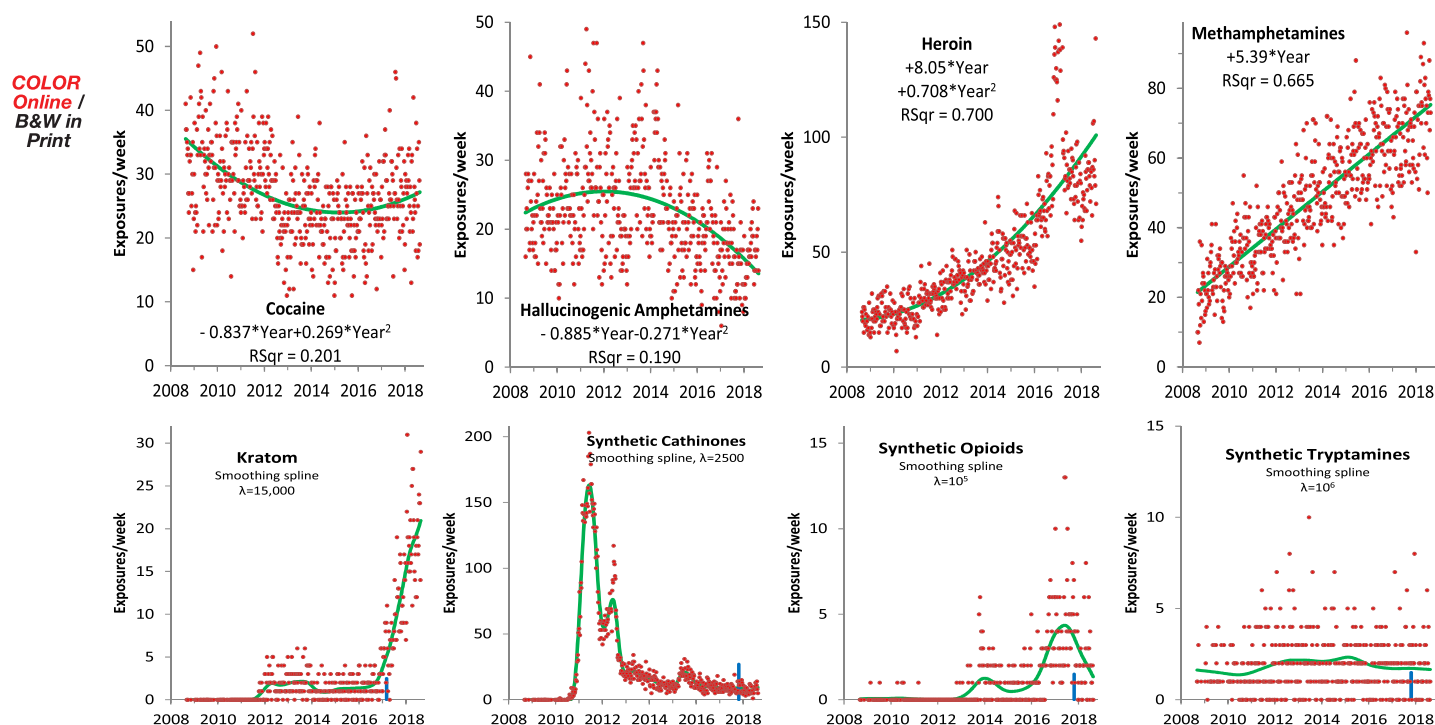 COLOR
Online /
B&W in
Print
Exposures/week
50
40
30
20
10
0
Cocaine
- 0.837*Year+0.269*Year²
RSqr = 0.201
2008 2010 2012 2014 2016 2018
Exposures/week
50
40
30
20
10
0
Hallucinogenic Amphetamines
- 0.885*Year-0.271*Year²
RSqr = 0.190
2008 2010 2012 2014 2016 2018
Exposures/week
150
100
50
0
Heroin
+8.05*Year
+0.708*Year²
RSqr = 0.700
2008 2010 2012 2014 2016 2018
Exposures/week
80
60
40
20
0
Methamphetamines
+5.39*Year
RSqr = 0.665
2008 2010 2012 2014 2016 2018
Exposures/week
30
25
20
15
10
5
0
Kratom
Smoothing spline
λ=15,000
2008 2010 2012 2014 2016 2018
Exposures/week
200
150
100
50
0
Synthetic Cathinones
Smoothing spline, λ=2500
2008 2010 2012 2014 2016 2018
Exposures/week
15
10
5
0
Synthetic Opioids
Smoothing spline
λ=10⁵
2008 2010 2012 2014 2016 2018
Exposures/week
15
10
5
0
Synthetic Tryptamines
Smoothing spline
λ=10⁶
2008 2010 2012 2014 2016 2018